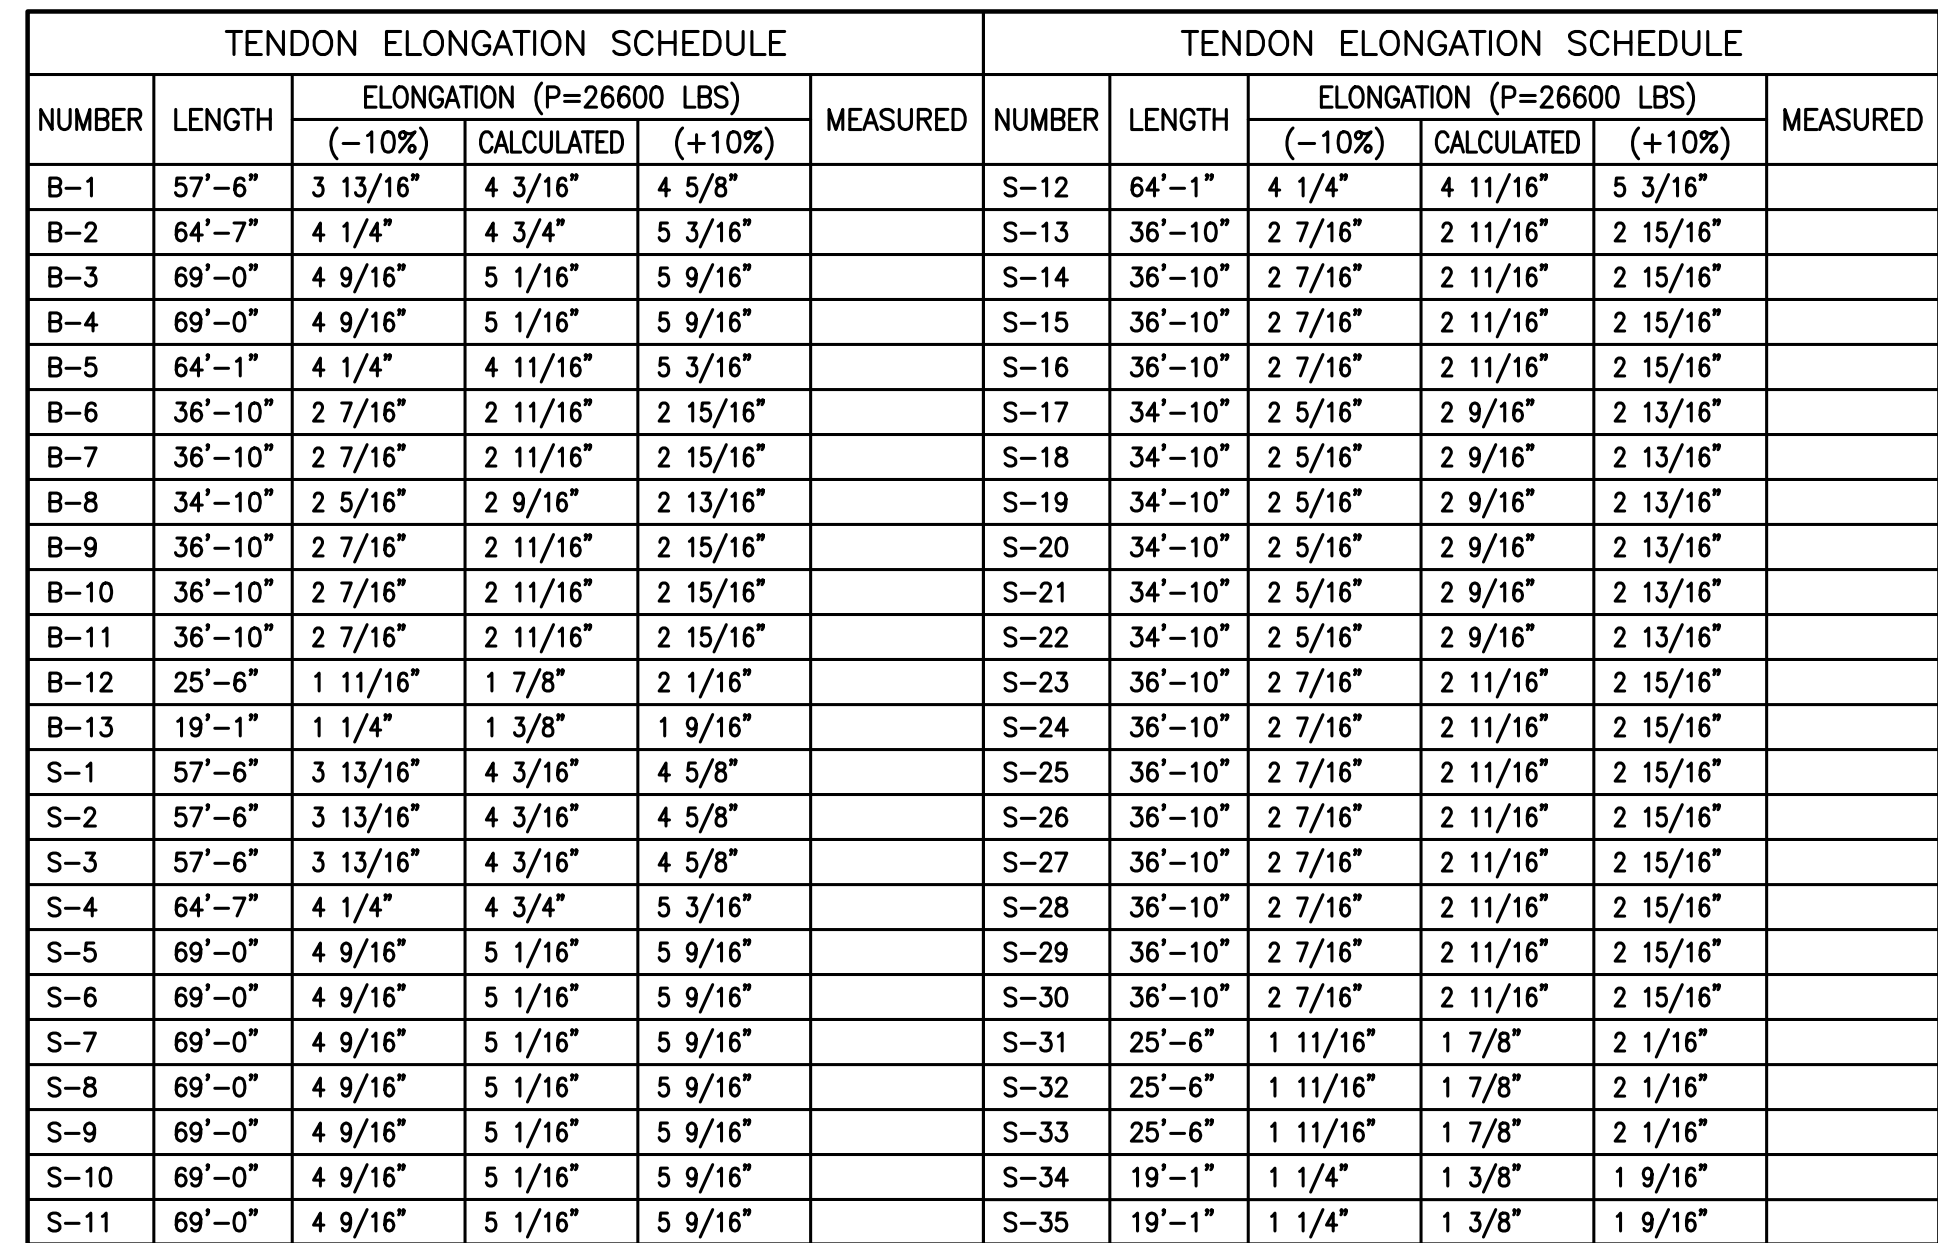 TENDON ELONGATION SCHEDULE TENDON ELONGATION SCHEDULE
NUMBER LENGTH ELONGATION (P=26600 LBS) MEASURED NUMBER LENGTH ELONGATION (P=26600 LBS) MEASURED
(−10%) CALCULATED (+10%) (−10%) CALCULATED (+10%)
B−1 57'−6" 3 13/16" 4 3/16" 4 5/8" S−12 64'−1" 4 1/4" 4 11/16" 5 3/16"
B−2 64'−7" 4 1/4" 4 3/4" 5 3/16" S−13 36'−10" 2 7/16" 2 11/16" 2 15/16"
B−3 69'−0" 4 9/16" 5 1/16" 5 9/16" S−14 36'−10" 2 7/16" 2 11/16" 2 15/16"
B−4 69'−0" 4 9/16" 5 1/16" 5 9/16" S−15 36'−10" 2 7/16" 2 11/16" 2 15/16"
B−5 64'−1" 4 1/4" 4 11/16" 5 3/16" S−16 36'−10" 2 7/16" 2 11/16" 2 15/16"
B−6 36'−10" 2 7/16" 2 11/16" 2 15/16" S−17 34'−10" 2 5/16" 2 9/16" 2 13/16"
B−7 36'−10" 2 7/16" 2 11/16" 2 15/16" S−18 34'−10" 2 5/16" 2 9/16" 2 13/16"
B−8 34'−10" 2 5/16" 2 9/16" 2 13/16" S−19 34'−10" 2 5/16" 2 9/16" 2 13/16"
B−9 36'−10" 2 7/16" 2 11/16" 2 15/16" S−20 34'−10" 2 5/16" 2 9/16" 2 13/16"
B−10 36'−10" 2 7/16" 2 11/16" 2 15/16" S−21 34'−10" 2 5/16" 2 9/16" 2 13/16"
B−11 36'−10" 2 7/16" 2 11/16" 2 15/16" S−22 34'−10" 2 5/16" 2 9/16" 2 13/16"
B−12 25'−6" 1 11/16" 1 7/8" 2 1/16" S−23 36'−10" 2 7/16" 2 11/16" 2 15/16"
B−13 19'−1" 1 1/4" 1 3/8" 1 9/16" S−24 36'−10" 2 7/16" 2 11/16" 2 15/16"
S−1 57'−6" 3 13/16" 4 3/16" 4 5/8" S−25 36'−10" 2 7/16" 2 11/16" 2 15/16"
S−2 57'−6" 3 13/16" 4 3/16" 4 5/8" S−26 36'−10" 2 7/16" 2 11/16" 2 15/16"
S−3 57'−6" 3 13/16" 4 3/16" 4 5/8" S−27 36'−10" 2 7/16" 2 11/16" 2 15/16"
S−4 64'−7" 4 1/4" 4 3/4" 5 3/16" S−28 36'−10" 2 7/16" 2 11/16" 2 15/16"
S−5 69'−0" 4 9/16" 5 1/16" 5 9/16" S−29 36'−10" 2 7/16" 2 11/16" 2 15/16"
S−6 69'−0" 4 9/16" 5 1/16" 5 9/16" S−30 36'−10" 2 7/16" 2 11/16" 2 15/16"
S−7 69'−0" 4 9/16" 5 1/16" 5 9/16" S−31 25'−6" 1 11/16" 1 7/8" 2 1/16"
S−8 69'−0" 4 9/16" 5 1/16" 5 9/16" S−32 25'−6" 1 11/16" 1 7/8" 2 1/16"
S−9 69'−0" 4 9/16" 5 1/16" 5 9/16" S−33 25'−6" 1 11/16" 1 7/8" 2 1/16"
S−10 69'−0" 4 9/16" 5 1/16" 5 9/16" S−34 19'−1" 1 1/4" 1 3/8" 1 9/16"
S−11 69'−0" 4 9/16" 5 1/16" 5 9/16" S−35 19'−1" 1 1/4" 1 3/8" 1 9/16"